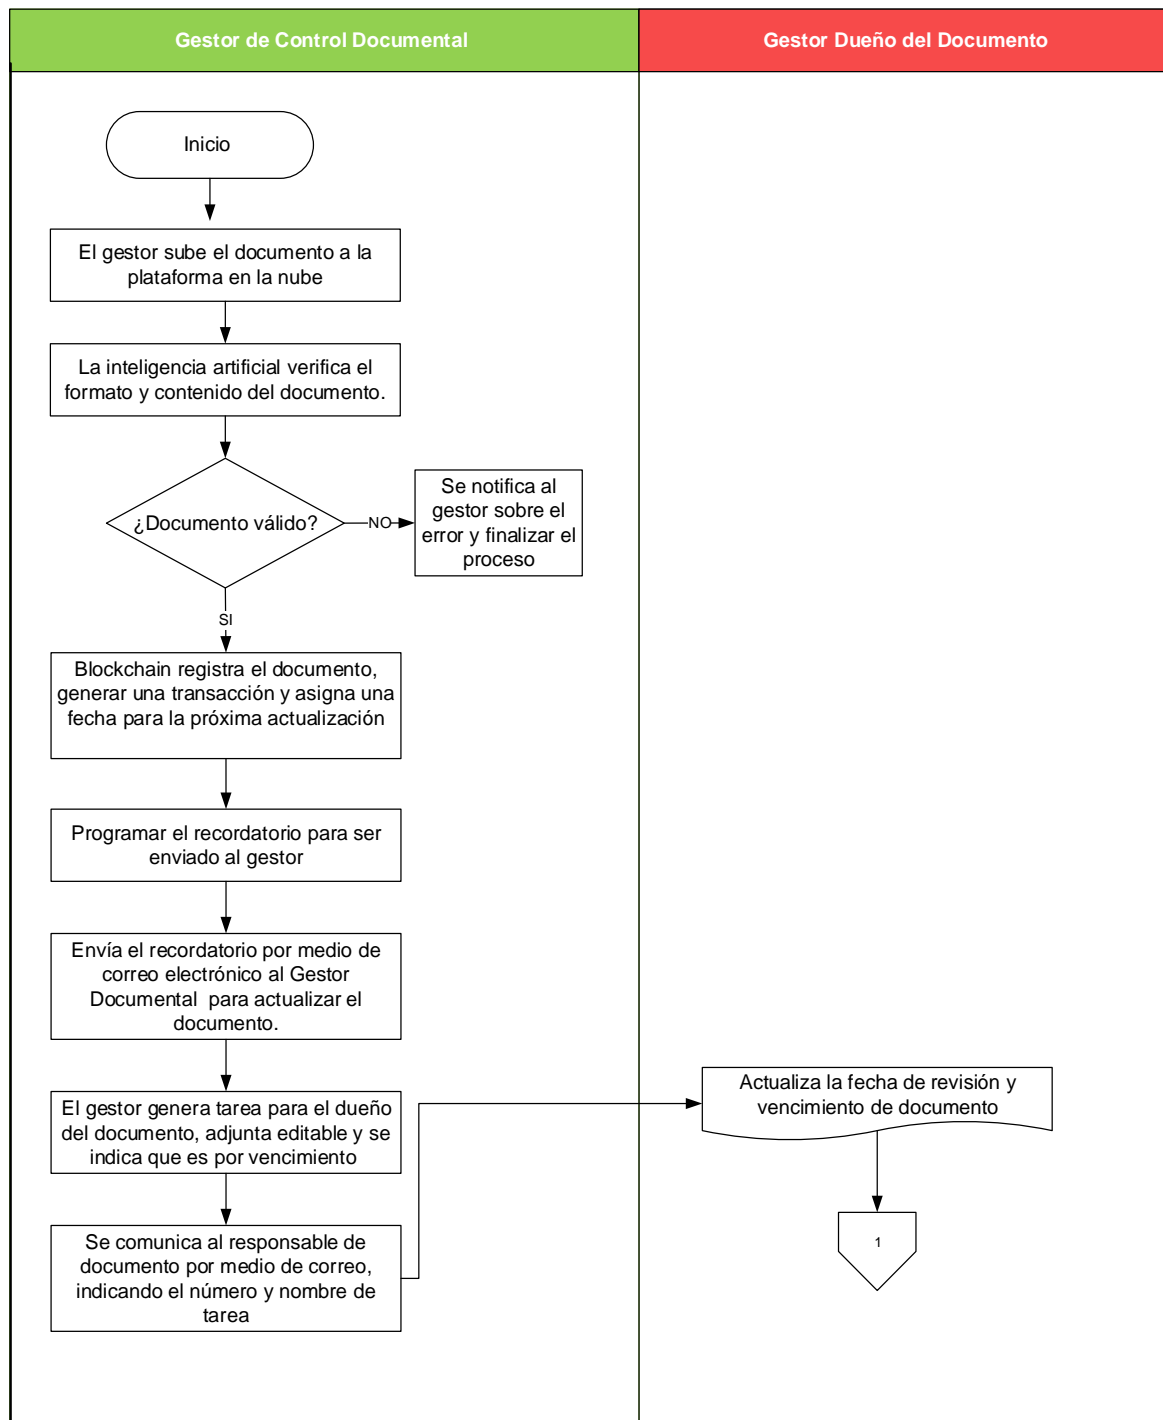 Gestor de Control Documental
Gestor Dueño del Documento
Inicio
El gestor sube el documento a la
plataforma en la nube
La inteligencia artificial verifica el
formato y contenido del documento.
¿Documento válido?
NO
Se notifica al
gestor sobre el
error y finalizar el
proceso
SI
Blockchain registra el documento,
generar una transacción y asigna una
fecha para la próxima actualización
Programar el recordatorio para ser
enviado al gestor
Envía el recordatorio por medio de
correo electrónico al Gestor
Documental  para actualizar el
documento.
El gestor genera tarea para el dueño
del documento, adjunta editable y se
indica que es por vencimiento
Se comunica al responsable de
documento por medio de correo,
indicando el número y nombre de
tarea
Actualiza la fecha de revisión y
vencimiento de documento
1